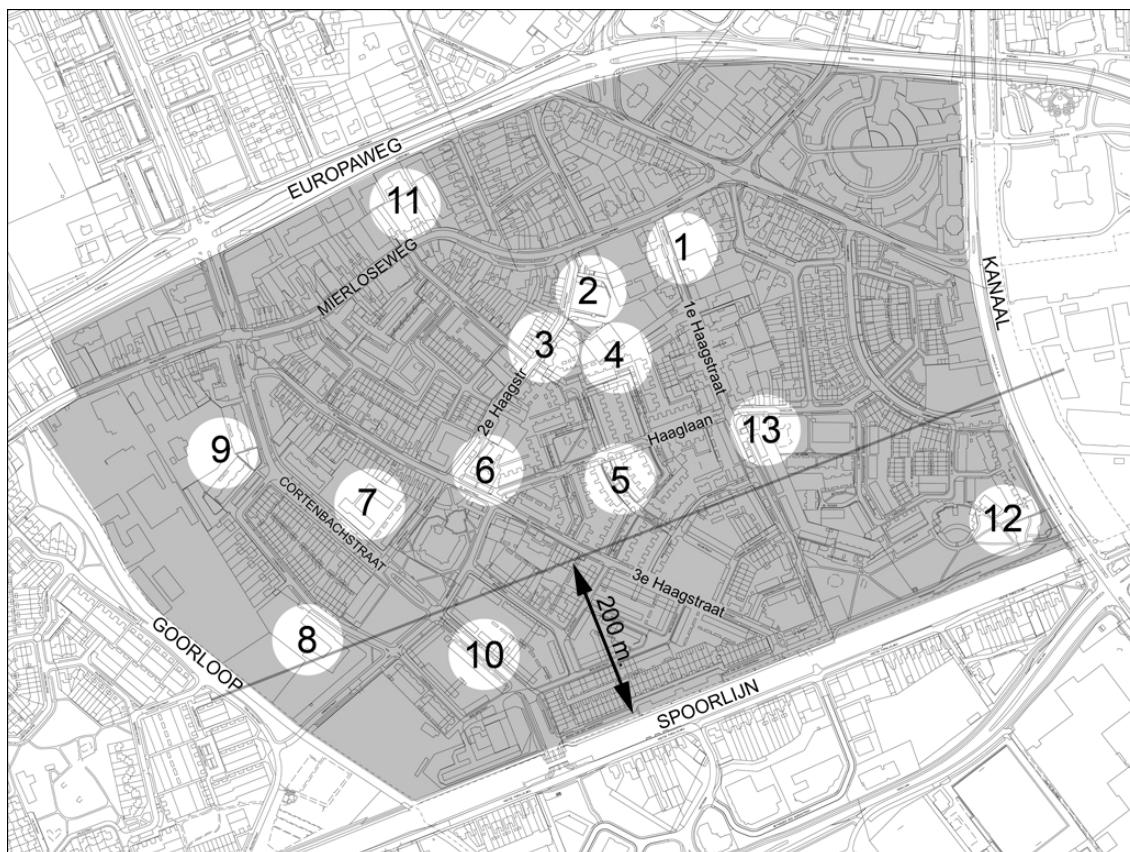 EUROPAWEG
11
MIERLOSEWEG
1
KANAAL
2
1e Haagstraat
3
4
2e Haagstr
Haaglaan
13
9
6
5
7
12
CORTENBACHSTRAAT
3e Haagstraat
200 m.
GOORLOOP
8
10
SPOORLIJN